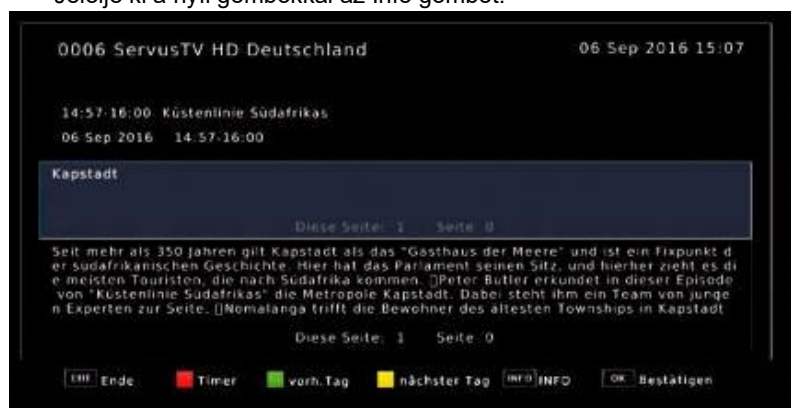 0006 ServusTV HD Deutschland 06 Sep 2016 15:07
14:57-16:00 Küstenlinie Südafrikas
06 Sep 2016 14:57-16:00
Kapstadt
Diese Seite: 1 Seite 0
Seit mehr als 350 Jahren gilt Kapstadt als das "Gasthaus der Meere" und ist ein Fixpunkt d
er südafrikanischen Geschichte. Hier hat das Parlament seinen Sitz, und hierher zieht es di
e meisten Touristen, die nach Südafrika kommen. ▯Peter Butler erkundet in dieser Episode
von "Küstenlinie Südafrikas" die Metropole Kapstadt. Dabei steht ihm ein Team von junge
n Experten zur Seite. ▯Nomalanga trifft die Bewohner des ältesten Townships in Kapstadt
Diese Seite: 1 Seite 0
EXIT Ende Timer vorh.Tag nächster Tag INFO INFO OK Bestätigen